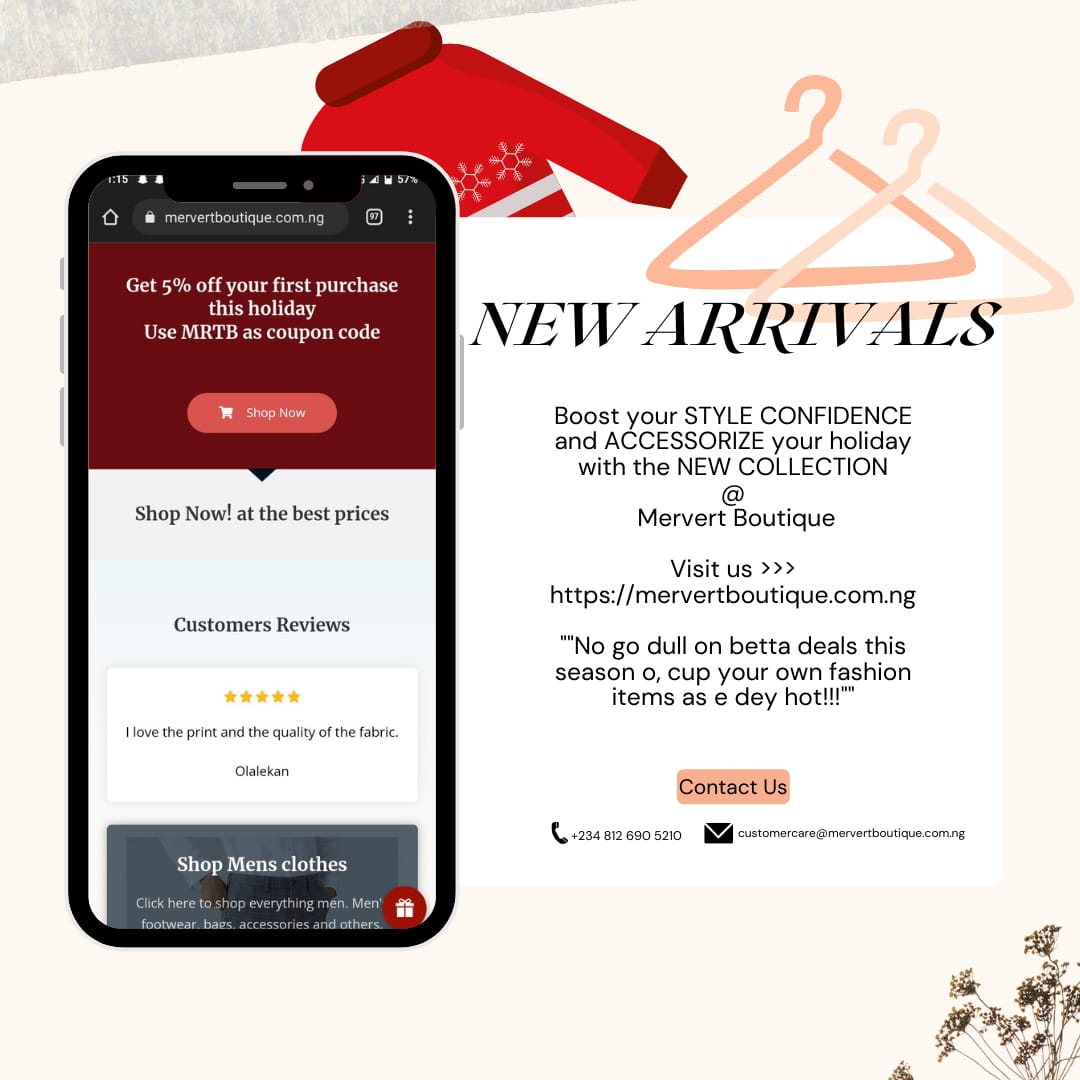 1:15
57%
mervertboutique.com.ng
97
Get 5% off your first purchase
this holiday
Use MRTB as coupon code
Shop Now
Shop Now! at the best prices
Customers Reviews
I love the print and the quality of the fabric.
Olalekan
Shop Mens clothes
Click here to shop everything men. Men'
footwear, bags, accessories and others.
NEW ARRIVALS
Boost your STYLE CONFIDENCE
and ACCESSORIZE your holiday
with the NEW COLLECTION
@
Mervert Boutique
Visit us >>>
https://mervertboutique.com.ng
""No go dull on betta deals this
season o, cup your own fashion
items as e dey hot!!!""
Contact Us
+234 812 690 5210
customercare@mervertboutique.com.ng